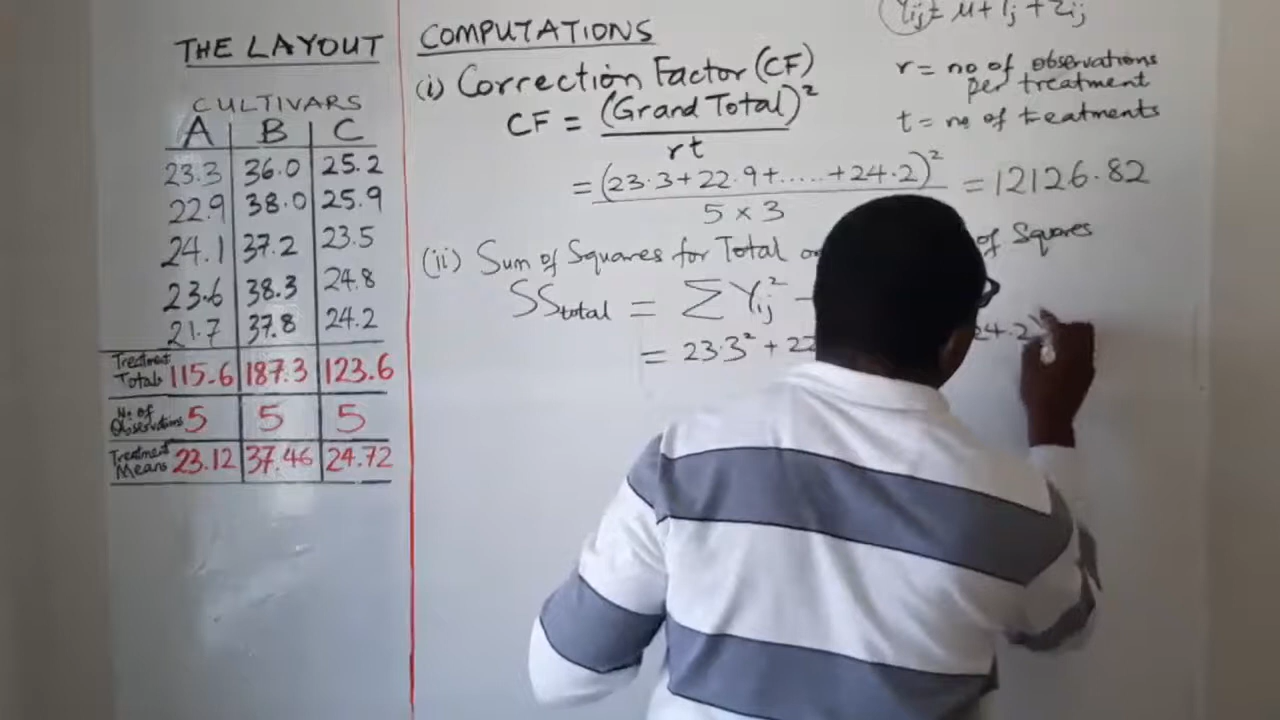 THE LAYOUT
CULTIVARS
A B C
23.3 36.0 25.2
22.9 38.0 25.9
24.1 37.2 23.5
23.6 38.3 24.8
21.7 37.8 24.2
Treatment Totals 115.6 187.3 123.6
No of Observations 5 5 5
Treatment Means 23.12 37.46 24.72
COMPUTATIONS
(i) Correction Factor (CF)
CF = (Grand Total)² / rt
= (23.3+22.9+.....+24.2)² / 5 x 3 = 12126.82
(ii) Sum of Squares for Total of Squares
SStotal = ΣYij² -
= 23.3² + 22 24.2
Yij = μ + Tj + Σij
r = no of observations
per treatment
t = no of treatments